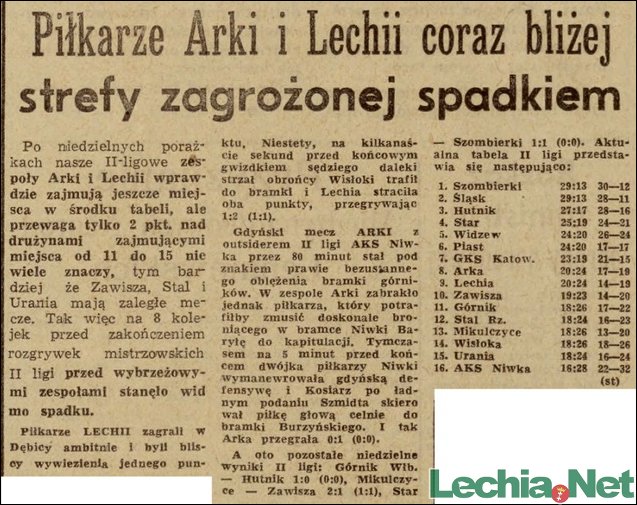 Piłkarze Arki i Lechii coraz bliżej
strefy zagrożonej spadkiem
Po niedzielnych poraż-
kach nasze II-ligowe zes-
poły Arki i Lechii wpraw-
dzie zajmują jeszcze miej-
sca w środku tabeli, ale
przewaga tylko 2 pkt. nad
drużynami zajmującymi
miejsca od 11 do 15 nie
wiele znaczy, tym bar-
dziej że Zawisza, Stal i
Urania mają zaległe me-
cze. Tak więc na 8 kole-
jek przed zakończeniem
rozgrywek mistrzowskich
II ligi przed wybrzeżowy-
mi zespołami stanęło wid
mo spadku.
Piłkarze LECHII zagrali w
Dębicy ambitnie i byli blis-
cy wywiezienia jednego pun-
ktu, Niestety, na kilkanaś-
cie sekund przed końcowym
gwizdkiem sędziego daleki
strzał obrońcy Wisłoki trafił
do bramki i Lechia straciła
oba punkty, przegrywając
1:2 (1:1).
Gdyński mecz ARKI z
outsiderem II ligi AKS Niw-
ka przez 80 minut stał pod
znakiem prawie bezustanne-
go oblężenia bramki górni-
ków. W zespole Arki zabrakło
jednak piłkarza, który potra-
fiłby zmusić doskonale bro-
niącego w bramce Niwki Ba-
ryłę do kapitulacji. Tymcza-
sem na 5 minut przed koń-
cem dwójka piłkarzy Niwki
wymanewrowała gdyńską de-
fensywę i Kosiarz po ład-
nym podaniu Szmidta skiero
wał piłkę głową celnie do
bramki Burzyńskiego. I tak
Arka przegrała 0:1 (0:0).
A oto pozostałe niedzielne
wyniki II ligi: Górnik Włb.
— Hutnik 1:0 (0:0), Mikulczy-
ce — Zawisza 2:1 (1:1), Star
— Szombierki 1:1 (0:0). Aktu-
alna tabela II ligi przedsta-
wia się następująco:
1. Szombierki 29:13 30—12
2. Śląsk 29:13 28—11
3. Hutnik 27:17 28—16
4. Star 25:19 24—21
5. Widzew 24:20 26—24
6. Piast 24:20 17—17
7. GKS Katow. 23:19 21—15
8. Arka 20:24 17—19
9. Lechia 20:24 14—19
10. Zawisza 19:23 14—20
11. Górnik 18:26 17—22
12. Stal Rz. 18:24 16—23
13. Mikulczyce 18:26 13—20
14. Wisłoka 18:26 18—26
15. Urania 18:24 16—24
16. AKS Niwka 16:28 22—32
(st)
Lechia.Net